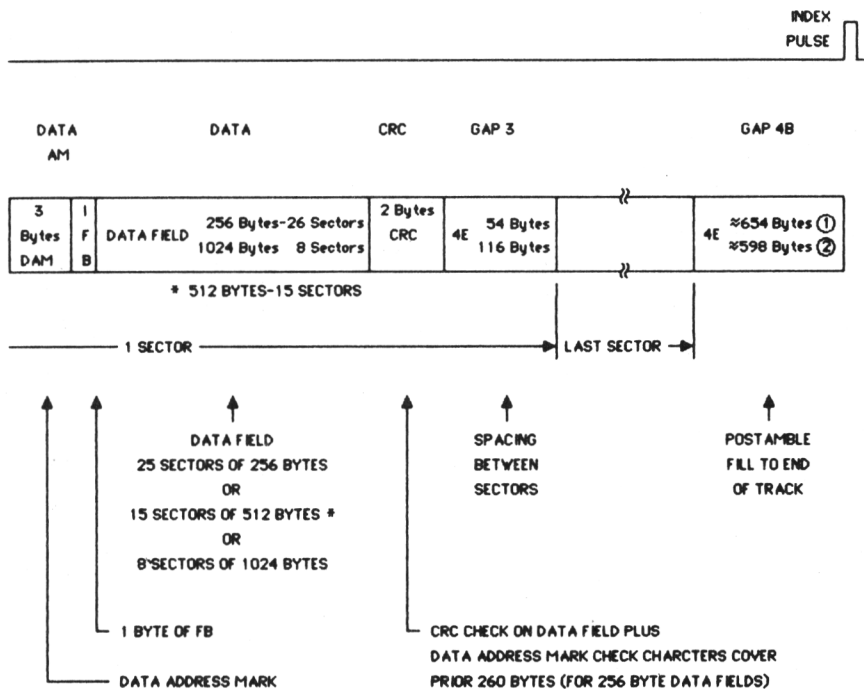 INDEX
PULSE
DATA
AM
DATA
CRC
GAP 3
GAP 4B
3
Bytes
DAM
1
F
B
DATA FIELD
256 Bytes-26 Sectors
1024 Bytes 8 Sectors
2 Bytes
CRC
4E
54 Bytes
116 Bytes
4E
≈654 Bytes ①
≈598 Bytes ②
* 512 BYTES-15 SECTORS
1 SECTOR
LAST SECTOR
DATA FIELD
25 SECTORS OF 256 BYTES
OR
15 SECTORS OF 512 BYTES *
OR
8 SECTORS OF 1024 BYTES
SPACING
BETWEEN
SECTORS
POSTAMBLE
FILL TO END
OF TRACK
1 BYTE OF FB
DATA ADDRESS MARK
CRC CHECK ON DATA FIELD PLUS
DATA ADDRESS MARK CHECK CHARCTERS COVER
PRIOR 260 BYTES (FOR 256 BYTE DATA FIELDS)